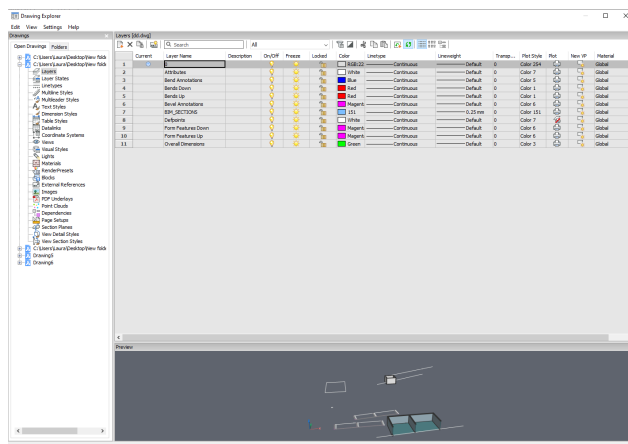 Drawing Explorer
Edit View Settings Help
Drawings
Layers [dd.dwg]
Open Drawings Folders
Search
All
C:\Users\Laura\Desktop\New foldi
C:\Users\Laura\Desktop\New foldi
Layers
Layer States
Linetypes
Multiline Styles
Multileader Styles
Text Styles
Dimension Styles
Table Styles
Datalinks
Coordinate Systems
Views
Visual Styles
Lights
Materials
RenderPresets
Blocks
External References
Images
PDF Underlays
Point Clouds
Dependencies
Page Setups
Section Planes
View Detail Styles
View Section Styles
C:\Users\Laura\Desktop\New foldi
Drawing5
Drawing6
Current Layer Name Description On/Off Freeze Locked Color Linetype Lineweight Transp... Plot Style Plot New VP Material
1 RGB:22 Continuous Default 0 Color 254 Global
2 Attributes White Continuous Default 0 Color 7 Global
3 Bend Annotations Blue Continuous Default 0 Color 5 Global
4 Bends Down Red Continuous Default 0 Color 1 Global
5 Bends Up Red Continuous Default 0 Color 1 Global
6 Bevel Annotations Magent Continuous Default 0 Color 6 Global
7 BIM_SECTIONS 151 Continuous 0.25 mm 0 Color 151 Global
8 Defpoints White Continuous Default 0 Color 7 Global
9 Form Features Down Magent Continuous Default 0 Color 6 Global
10 Form Features Up Magent Continuous Default 0 Color 6 Global
11 Overall Dimensions Green Continuous Default 0 Color 3 Global
Preview